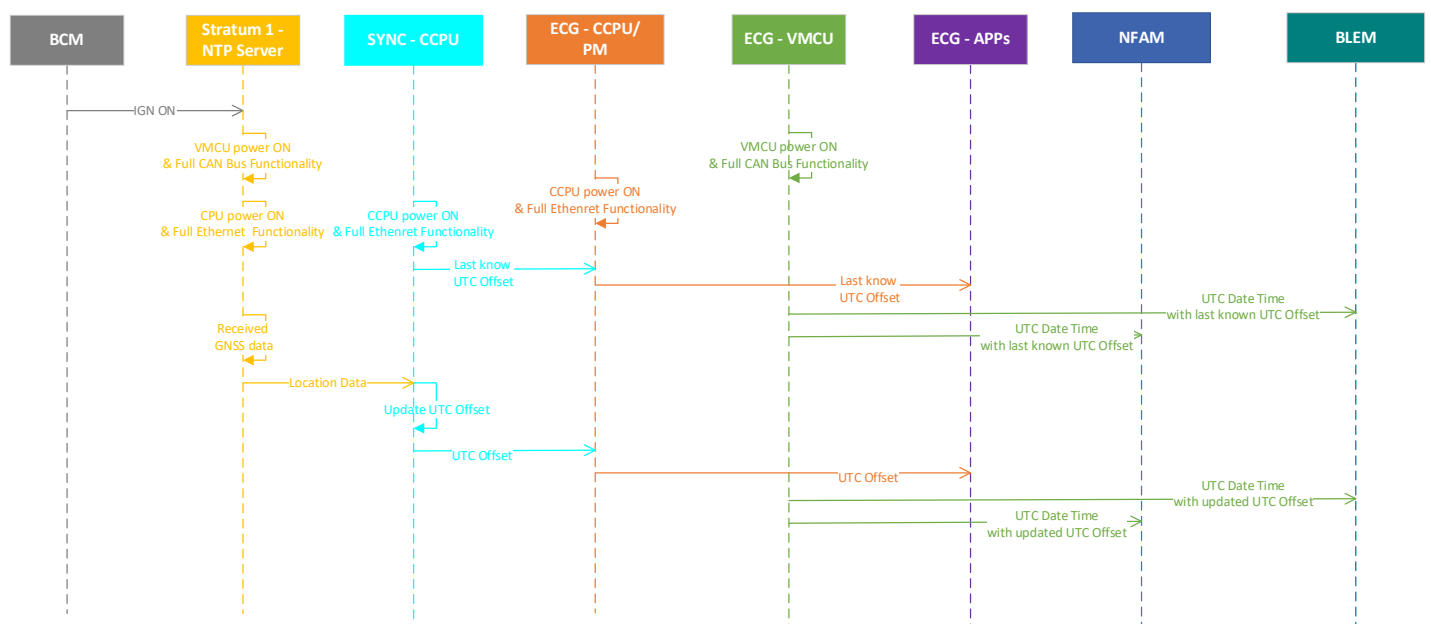 BCM
Stratum 1 -
NTP Server
SYNC - CCPU
ECG - CCPU/
PM
ECG - VMCU
ECG - APPs
NFAM
BLEM
IGN ON
VMCU power ON
& Full CAN Bus Functionality
VMCU power ON
& Full CAN Bus Functionality
CCPU power ON
& Full Ethenret Functionality
CPU power ON
& Full Ethernet  Functionality
CCPU power ON
& Full Ethenret Functionality
Last know
UTC Offset
Last know
UTC Offset
UTC Date Time
with last known UTC Offset
Received
GNSS data
UTC Date Time
with last known UTC Offset
Location Data
Update UTC Offset
UTC Offset
UTC Offset
UTC Date Time
with updated UTC Offset
UTC Date Time
with updated UTC Offset